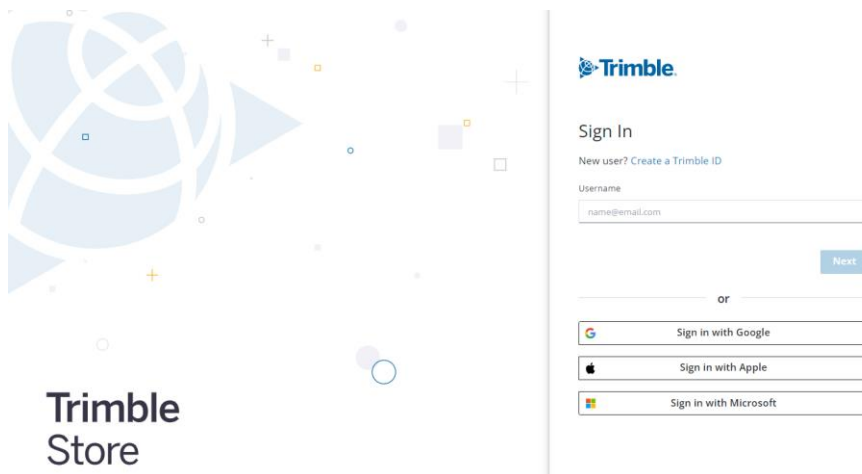 Trimble
Store
Trimble.
Sign In
New user? Create a Trimble ID
Username
name@email.com
Next
or
Sign in with Google
Sign in with Apple
Sign in with Microsoft